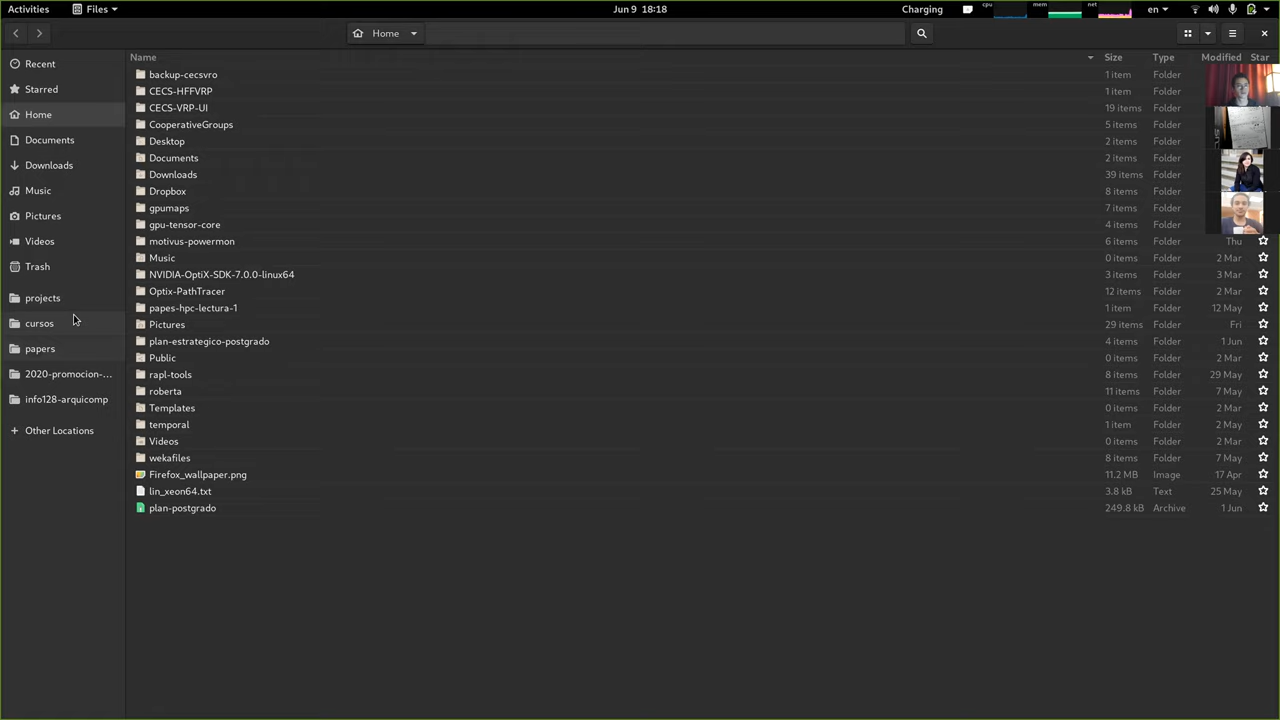 Activities Files Jun 9 18:18 Charging cpu mem net en
Home
Name Size Type Modified Star
Recent
Starred
Home
Documents
Downloads
Music
Pictures
Videos
Trash
projects
cursos
papers
2020-promocion-...
info128-arquicomp
Other Locations
backup-cecsvro 1 item Folder
CECS-HFFVRP 1 item Folder
CECS-VRP-UI 19 items Folder
CooperativeGroups 5 items Folder
Desktop 2 items Folder
Documents 2 items Folder
Downloads 39 items Folder
Dropbox 8 items Folder
gpumaps 7 items Folder
gpu-tensor-core 4 items Folder
motivus-powermon 6 items Folder Thu
Music 0 items Folder 2 Mar
NVIDIA-OptiX-SDK-7.0.0-linux64 3 items Folder 3 Mar
Optix-PathTracer 12 items Folder 2 Mar
papes-hpc-lectura-1 1 item Folder 12 May
Pictures 29 items Folder Fri
plan-estrategico-postgrado 4 items Folder 1 Jun
Public 0 items Folder 2 Mar
rapl-tools 8 items Folder 29 May
roberta 11 items Folder 7 May
Templates 0 items Folder 2 Mar
temporal 1 item Folder 2 May
Videos 0 items Folder 2 Mar
wekafiles 8 items Folder 7 May
Firefox_wallpaper.png 11.2 MB Image 17 Apr
lin_xeon64.txt 3.8 kB Text 25 May
plan-postgrado 249.8 kB Archive 1 Jun